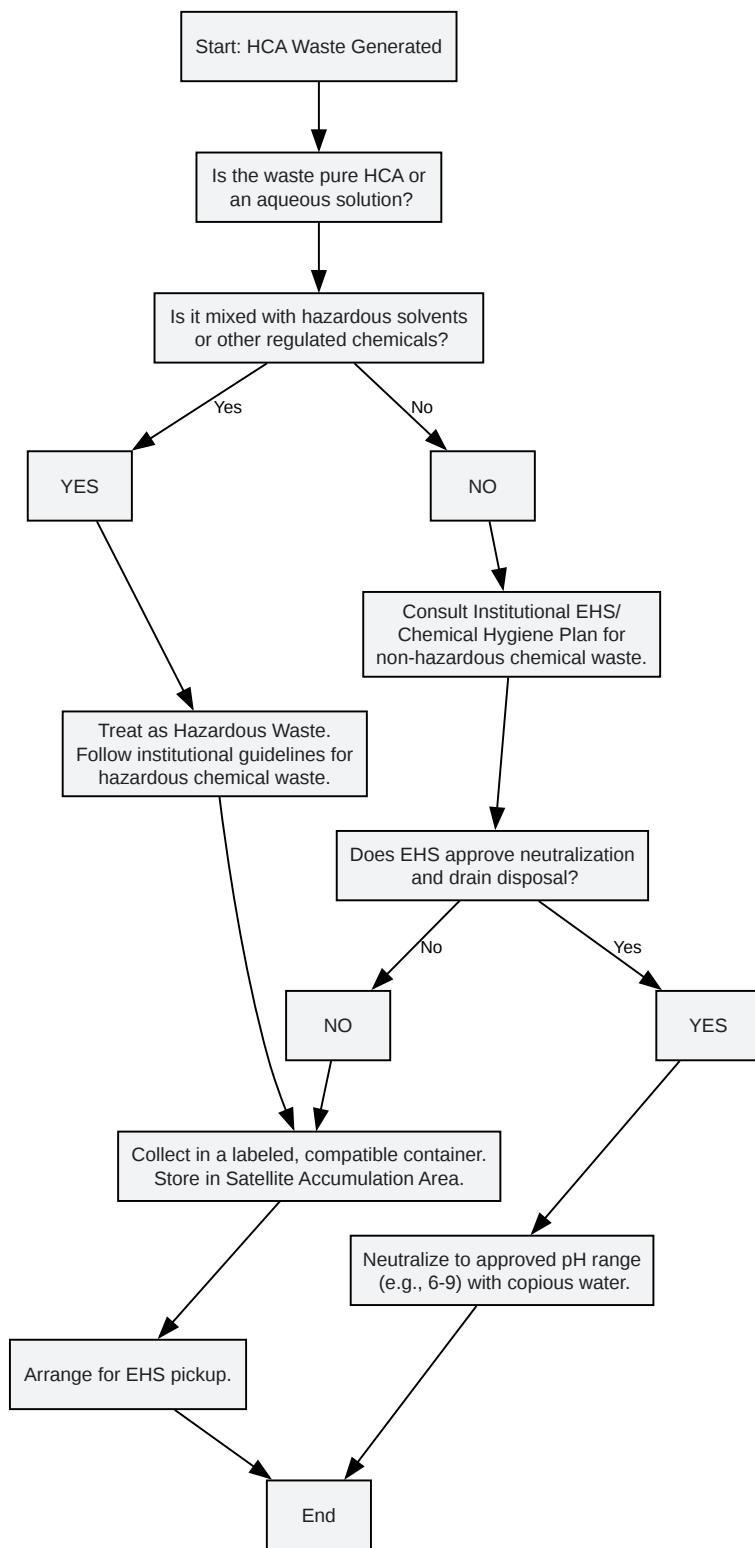 Start: HCA Waste Generated
Is the waste pure HCA or
an aqueous solution?
Is it mixed with hazardous solvents
or other regulated chemicals?
Yes
No
YES
NO
Consult Institutional EHS/
Chemical Hygiene Plan for
non-hazardous chemical waste.
Treat as Hazardous Waste.
Follow institutional guidelines for
hazardous chemical waste.
Does EHS approve neutralization
and drain disposal?
No
Yes
NO
YES
Collect in a labeled, compatible container.
Store in Satellite Accumulation Area.
Neutralize to approved pH range
(e.g., 6-9) with copious water.
Arrange for EHS pickup.
End